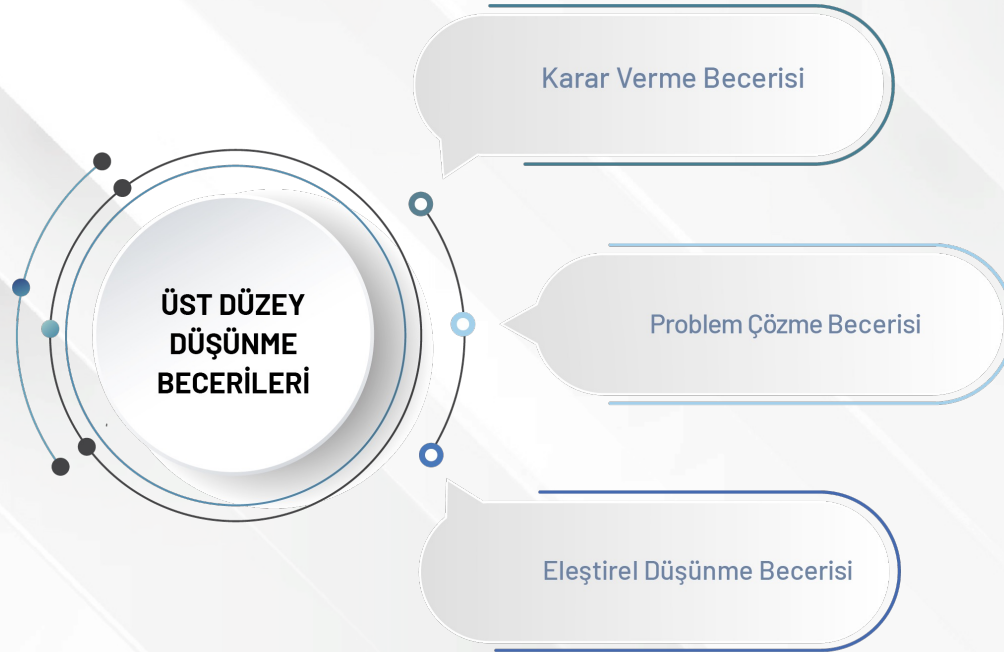 Karar Verme Becerisi
ÜST DÜZEY
DÜŞÜNME
BECERİLERİ
Problem Çözme Becerisi
Eleştirel Düşünme Becerisi